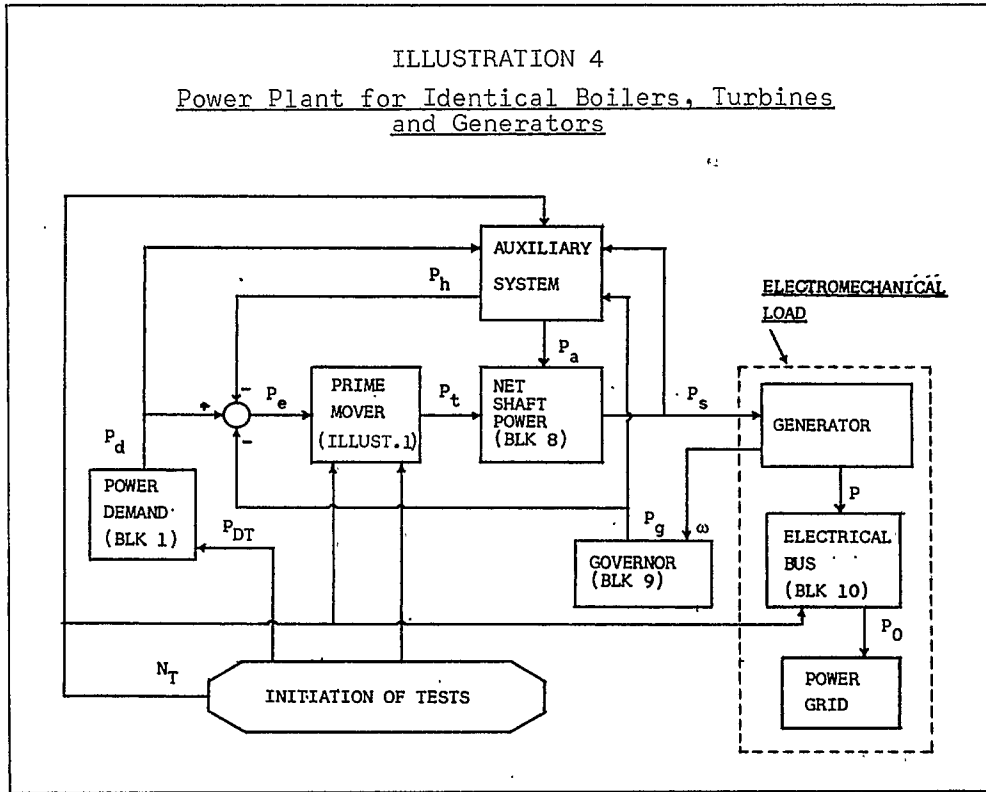 ILLUSTRATION 4
Power Plant for Identical Boilers, Turbines
and Generators
AUXILIARY
SYSTEM
P_h
ELECTROMECHANICAL
LOAD
P_a
+
-
-
P_e
PRIME
MOVER
(ILLUST.1)
P_t
NET
SHAFT
POWER
(BLK 8)
P_s
GENERATOR
P_d
POWER
DEMAND
(BLK 1)
P_DT
P_g
ω
GOVERNOR
(BLK 9)
P
ELECTRICAL
BUS
(BLK 10)
P_0
POWER
GRID
N_T
INITIATION OF TESTS